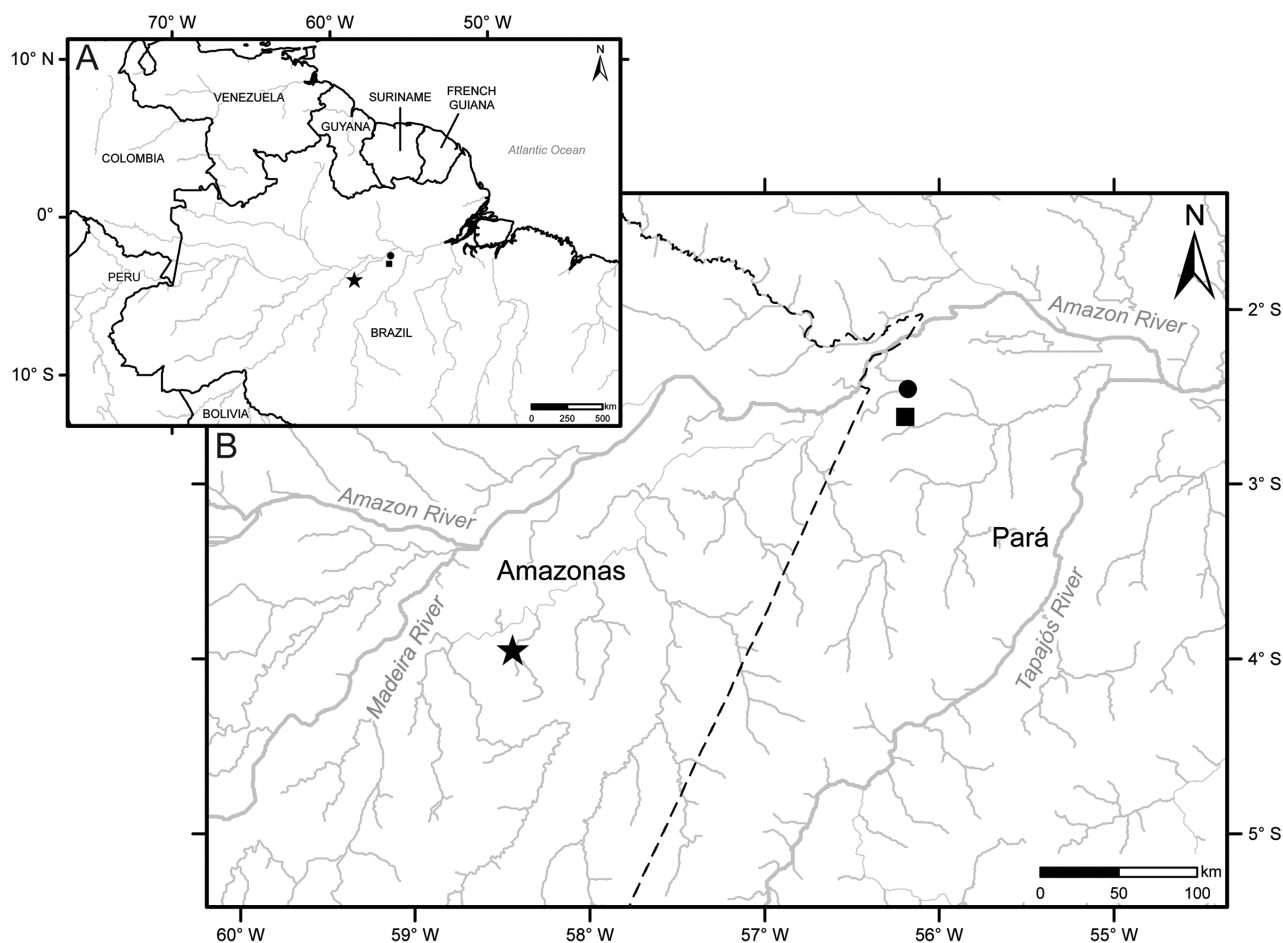 70° W 60° W 50° W
10° N
0°
10° S
A
N
VENEZUELA
SURINAME
FRENCH
GUIANA
GUYANA
COLOMBIA
Atlantic Ocean
PERU
BRAZIL
BOLIVIA
km
0 250 500
B
N
Amazon River
Amazon River
Amazonas
Pará
Madeira River
Tapajós River
2° S
3° S
4° S
5° S
km
0 50 100
60° W 59° W 58° W 57° W 56° W 55° W